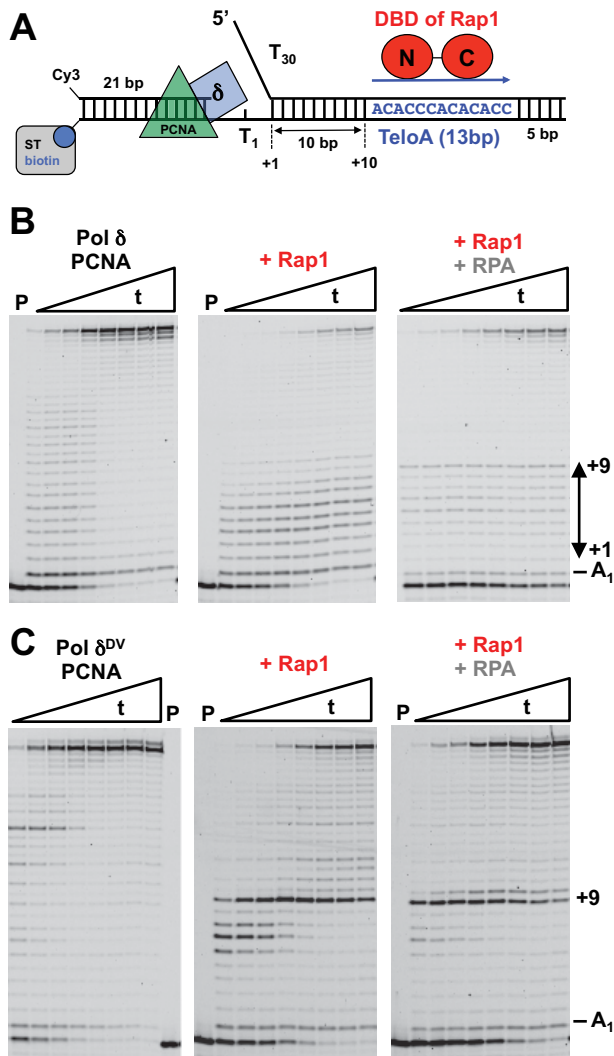 A
5'
DBD of Rap1
N C
T30
Cy3
21 bp
δ
ACACCCACACACC
PCNA
ST
biotin
T1
10 bp
TeloA (13bp)
5 bp
+1
+10
B
Pol δ
PCNA
+ Rap1
+ Rap1
+ RPA
P t
P t
P t
+9
+1
A1
C
Pol δDV
PCNA
+ Rap1
+ Rap1
+ RPA
t P
P t
P t
+9
A1